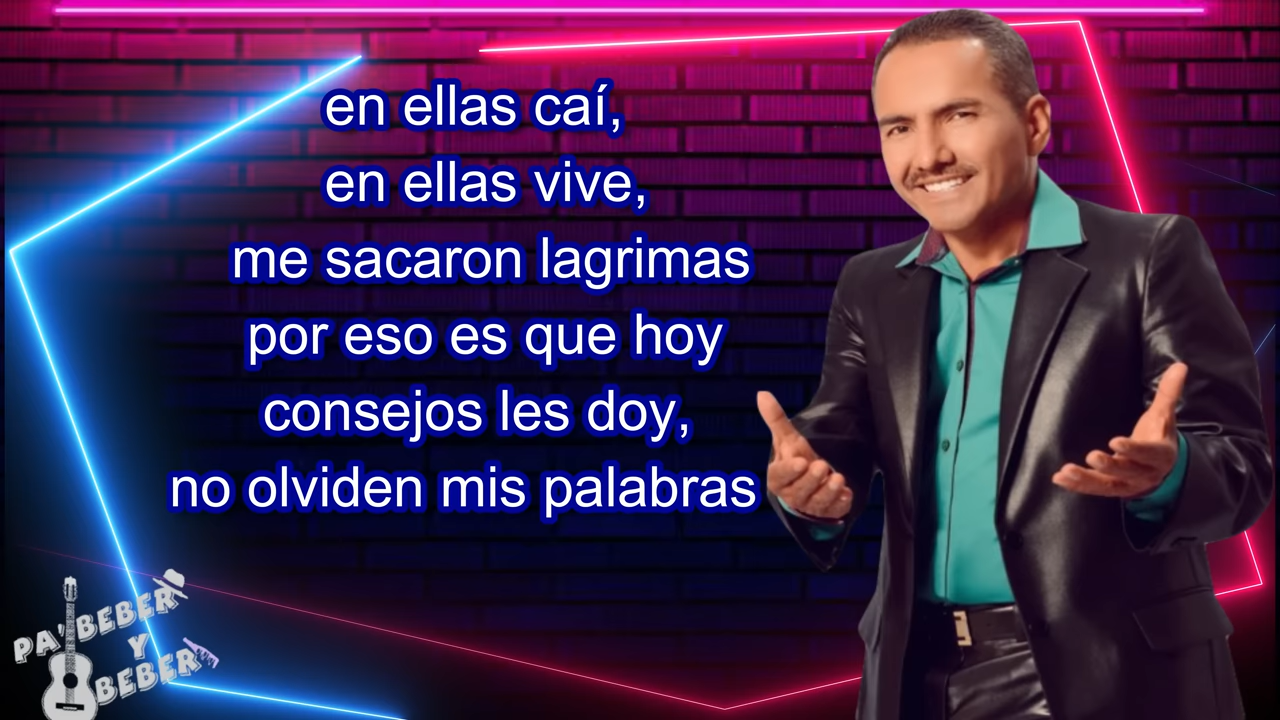 en ellas caí,
en ellas vive,
me sacaron lagrimas
por eso es que hoy
consejos les doy,
no olviden mis palabras
PA' BEBER
Y
BEBER